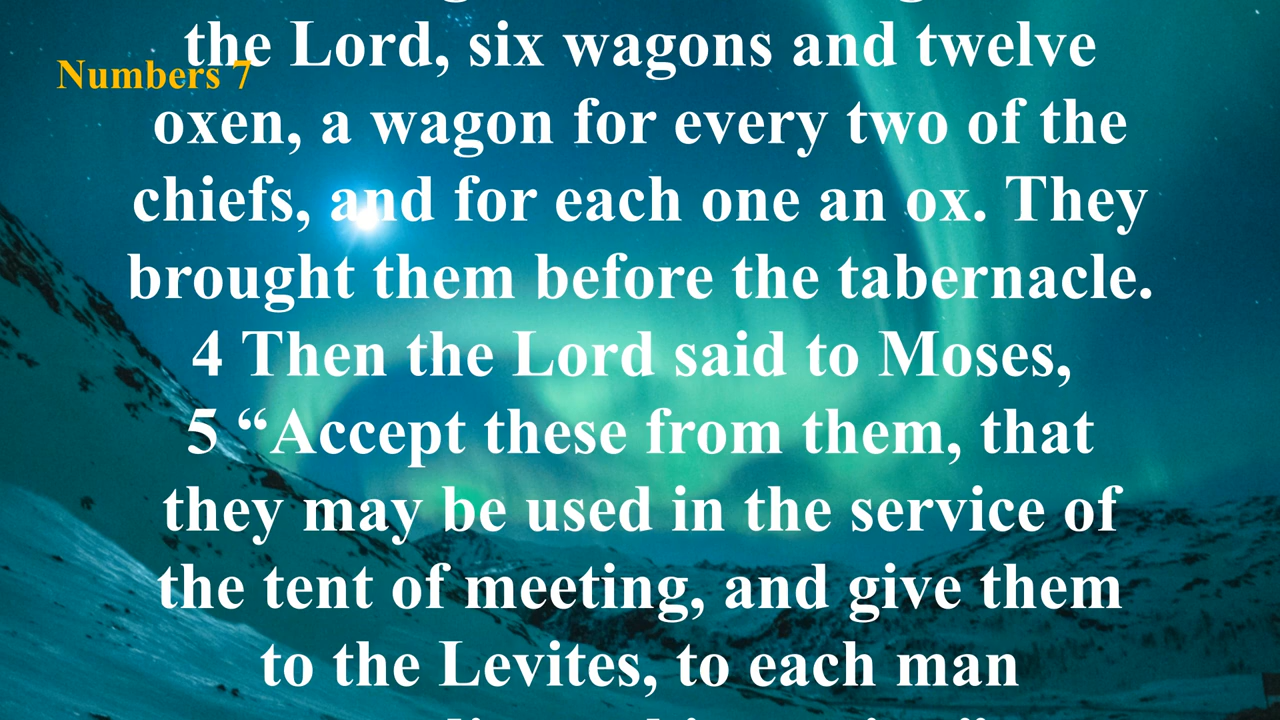 the Lord, six wagons and twelve
Numbers 7
oxen, a wagon for every two of the
chiefs, and for each one an ox. They
brought them before the tabernacle.
4 Then the Lord said to Moses,
5 “Accept these from them, that
they may be used in the service of
the tent of meeting, and give them
to the Levites, to each man